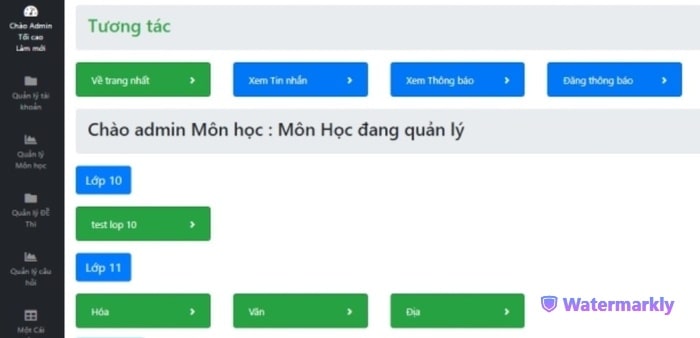 Chào Admin
Tối cao
Làm mới
Quản lý tài
khoản
Quản lý
Môn học
Quản lý Đề
Thi
Quản lý câu
hỏi
Một Cái
Tương tác
Về trang nhất
Xem Tin nhắn
Xem Thông báo
Đăng thông báo
Chào admin Môn học : Môn Học đang quản lý
Lớp 10
test lop 10
Lớp 11
Hóa
Văn
Địa
Watermarkly